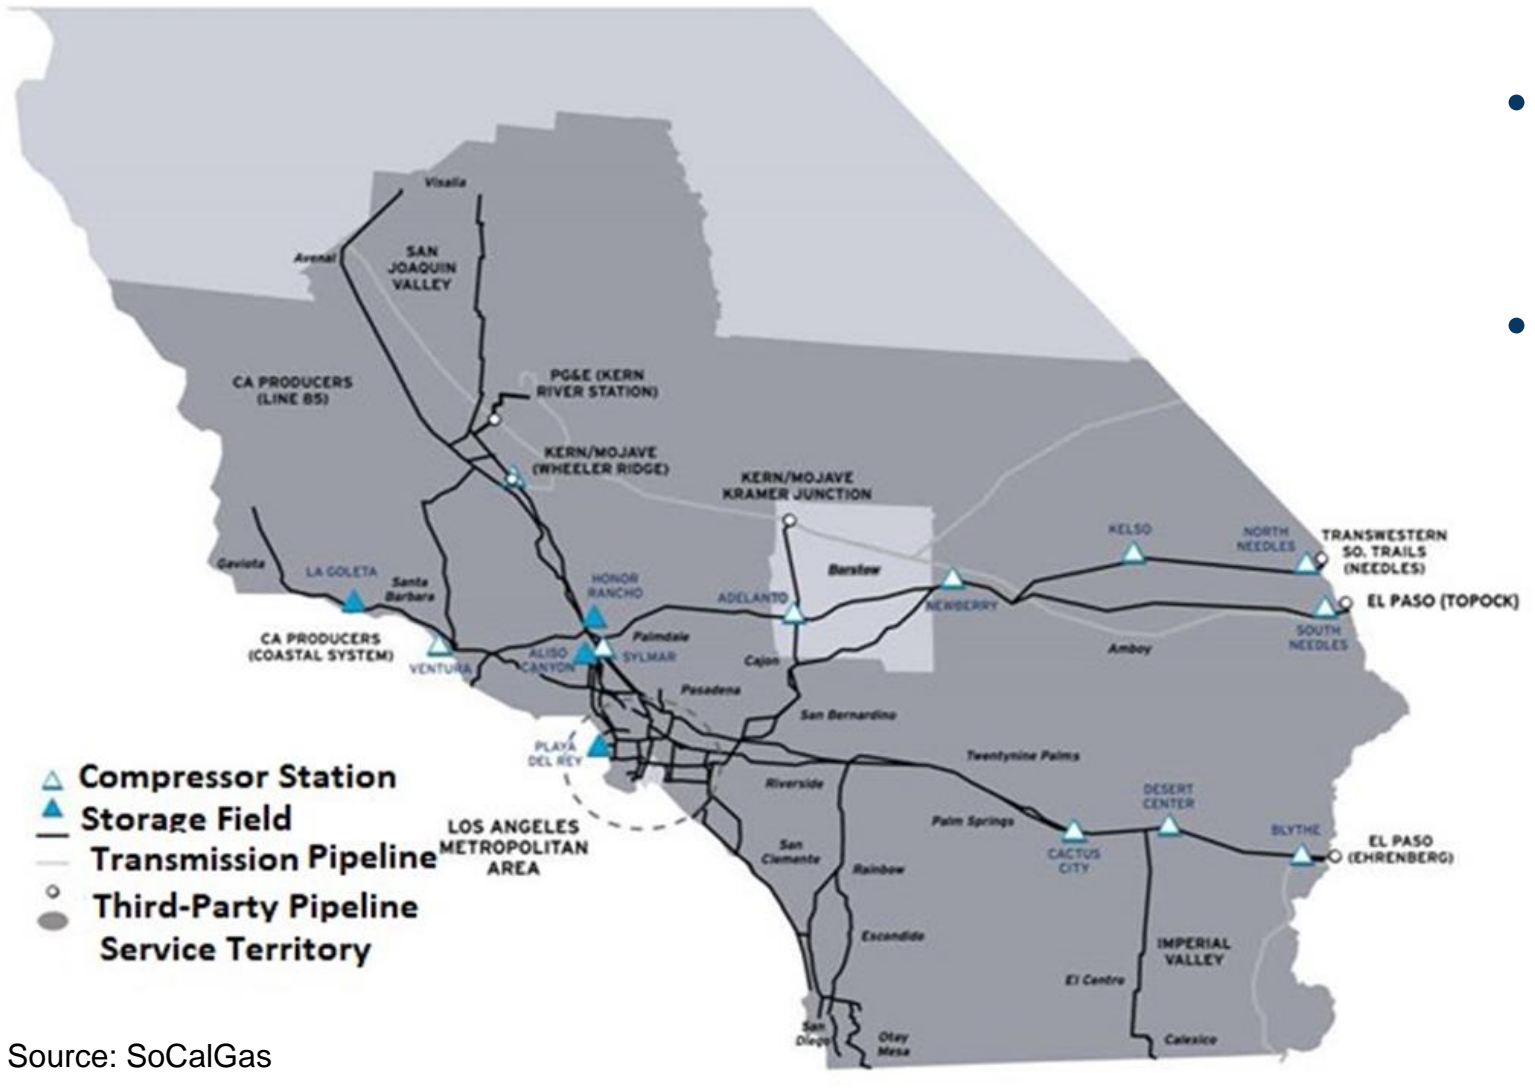 Visalia
Avenal
SAN
JOAQUIN
VALLEY
CA PRODUCERS
(LINE 85)
PG&E (KERN
RIVER STATION)
KERN/MOJAVE
(WHEELER RIDGE)
KERN/MOJAVE
KRAMER JUNCTION
KELSO
NORTH
NEEDLES
TRANSWESTERN
SO. TRAILS
(NEEDLES)
Gaviota
LA GOLETA
Santa
Barbara
HONOR
RANCHO
ADELANTO
Barstow
NEWBERRY
EL PASO (TOPOCK)
SOUTH
NEEDLES
CA PRODUCERS
(COASTAL SYSTEM)
VENTURA
ALISO
CANYON
SYLMAR
Palmdale
Cajon
Amboy
Pasadena
San Bernardino
PLAYA
DEL REY
Twentynine Palms
Riverside
DESERT
CENTER
Palm Springs
BLYTHE
EL PASO
(EHRENBERG)
CACTUS
CITY
LOS ANGELES
METROPOLITAN
AREA
San
Clemente
Rainbow
Escondido
IMPERIAL
VALLEY
El Centro
San
Diego
Otay
Mesa
Calexico
Compressor Station
Storage Field
Transmission Pipeline
Third-Party Pipeline
Service Territory
Source: SoCalGas